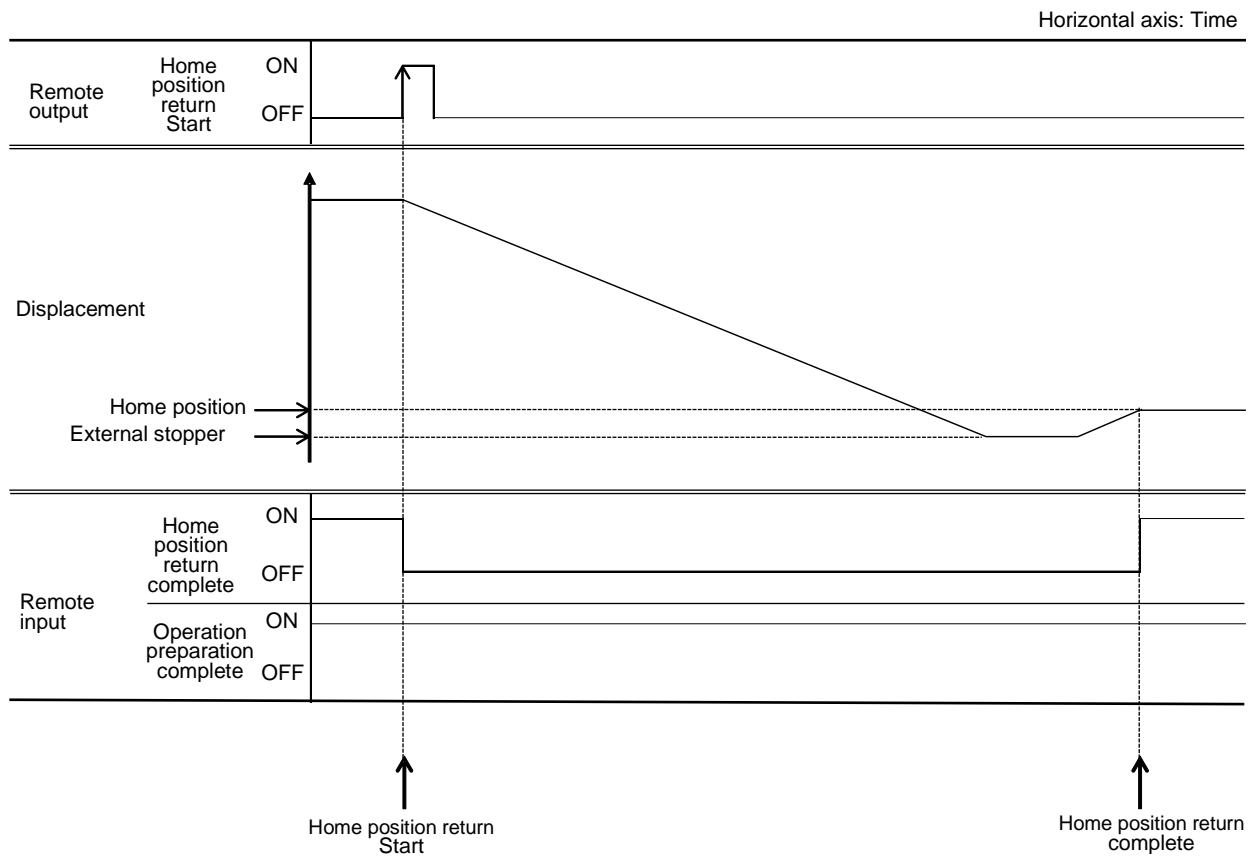 Horizontal axis: Time
Remote
output
Home
position
return
Start
ON
OFF
Displacement
Home position
External stopper
Remote
input
Home
position
return
complete
ON
OFF
Operation
preparation
complete
ON
OFF
Home position return
Start
Home position return
complete